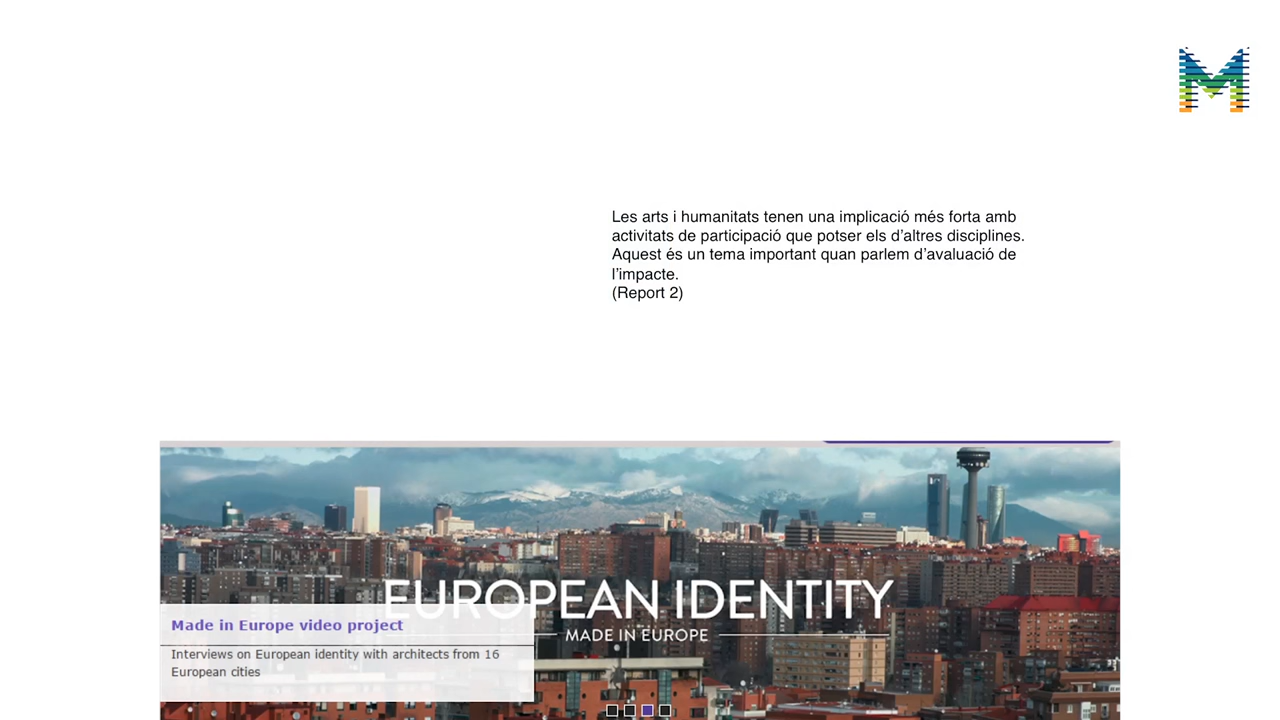 Les arts i humanitats tenen una implicació més forta amb
activitats de participació que potser els d’altres disciplines.
Aquest és un tema important quan parlem d’avaluació de
l’impacte.
(Report 2)
EUROPEAN IDENTITY
MADE IN EUROPE
Made in Europe video project
Interviews on European identity with architects from 16
European cities